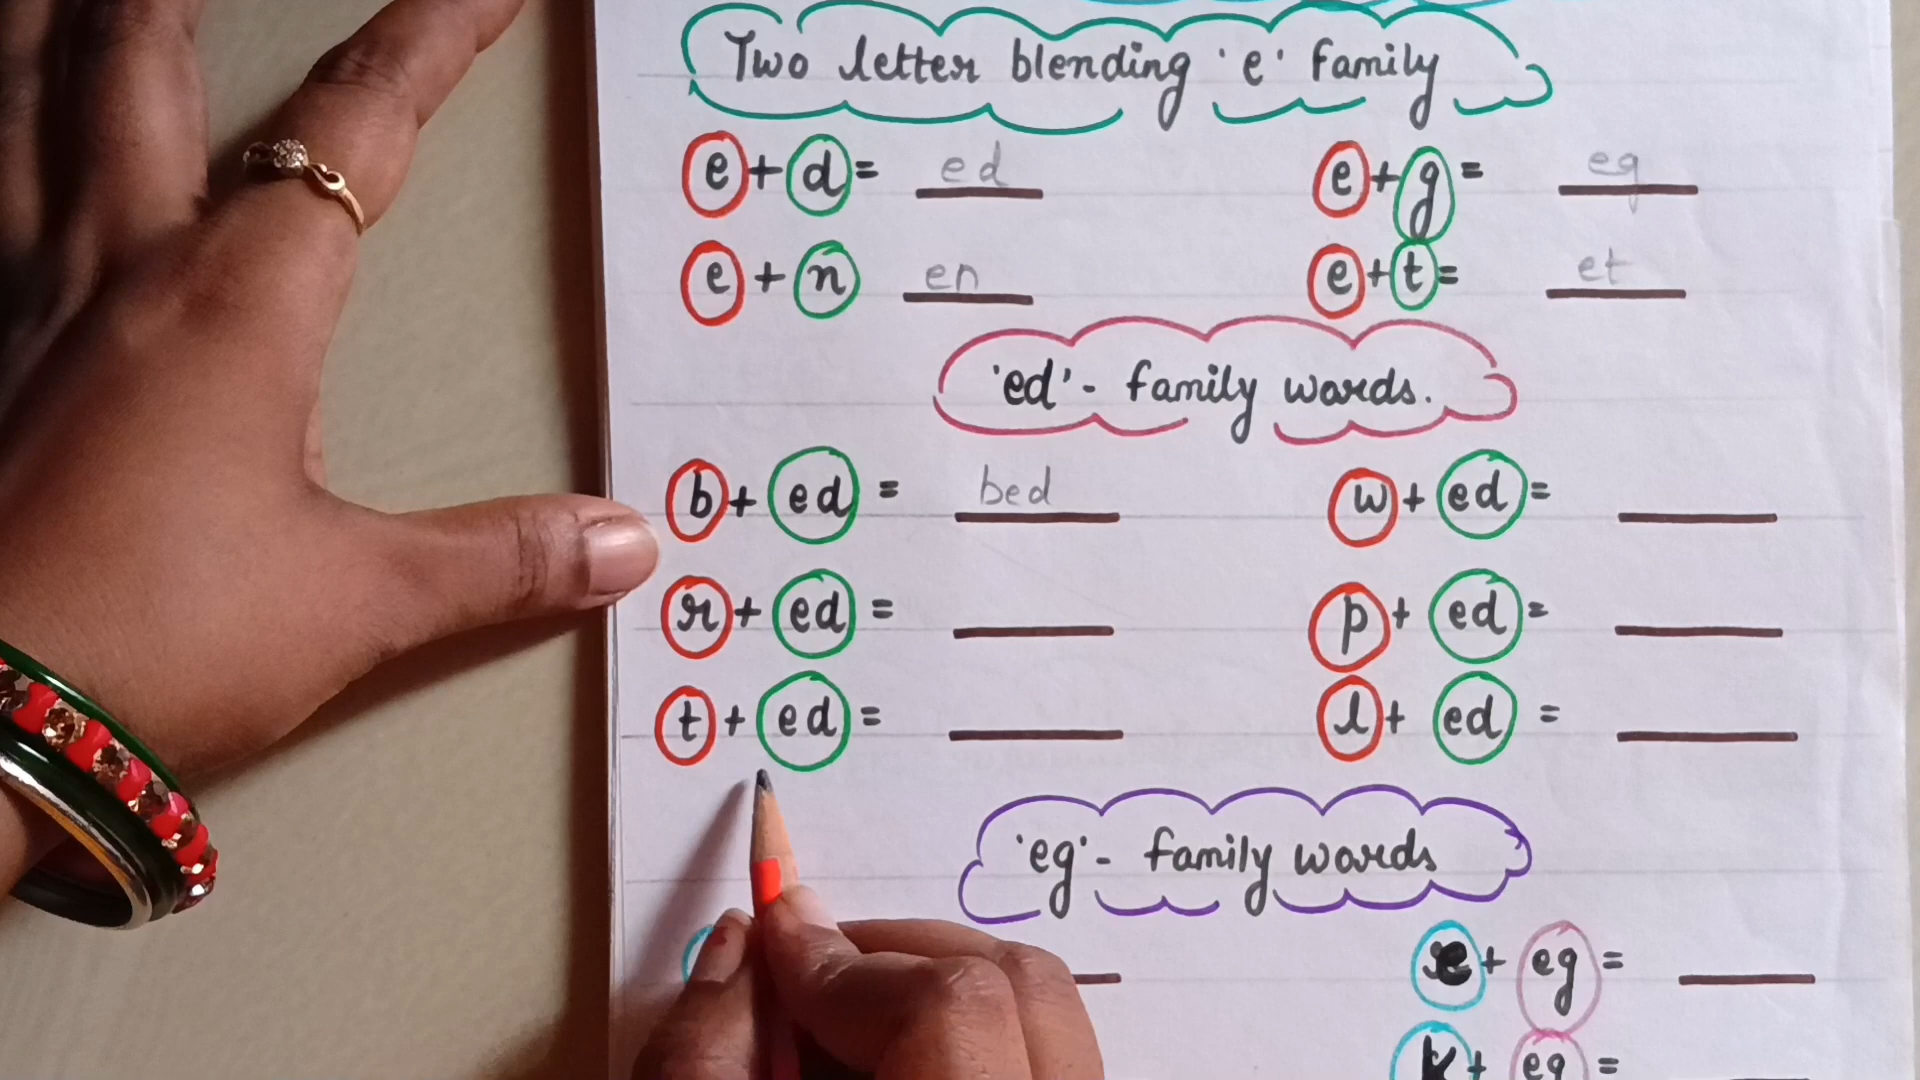 Two letter blending 'e' family
e + d = ed e + g = eg
e + n en e + t = et
'ed' - family words.
b + ed = bed w + ed =
r + ed = p + ed =
t + ed = l + ed =
'eg' - family words
+ eg =
k + eg =